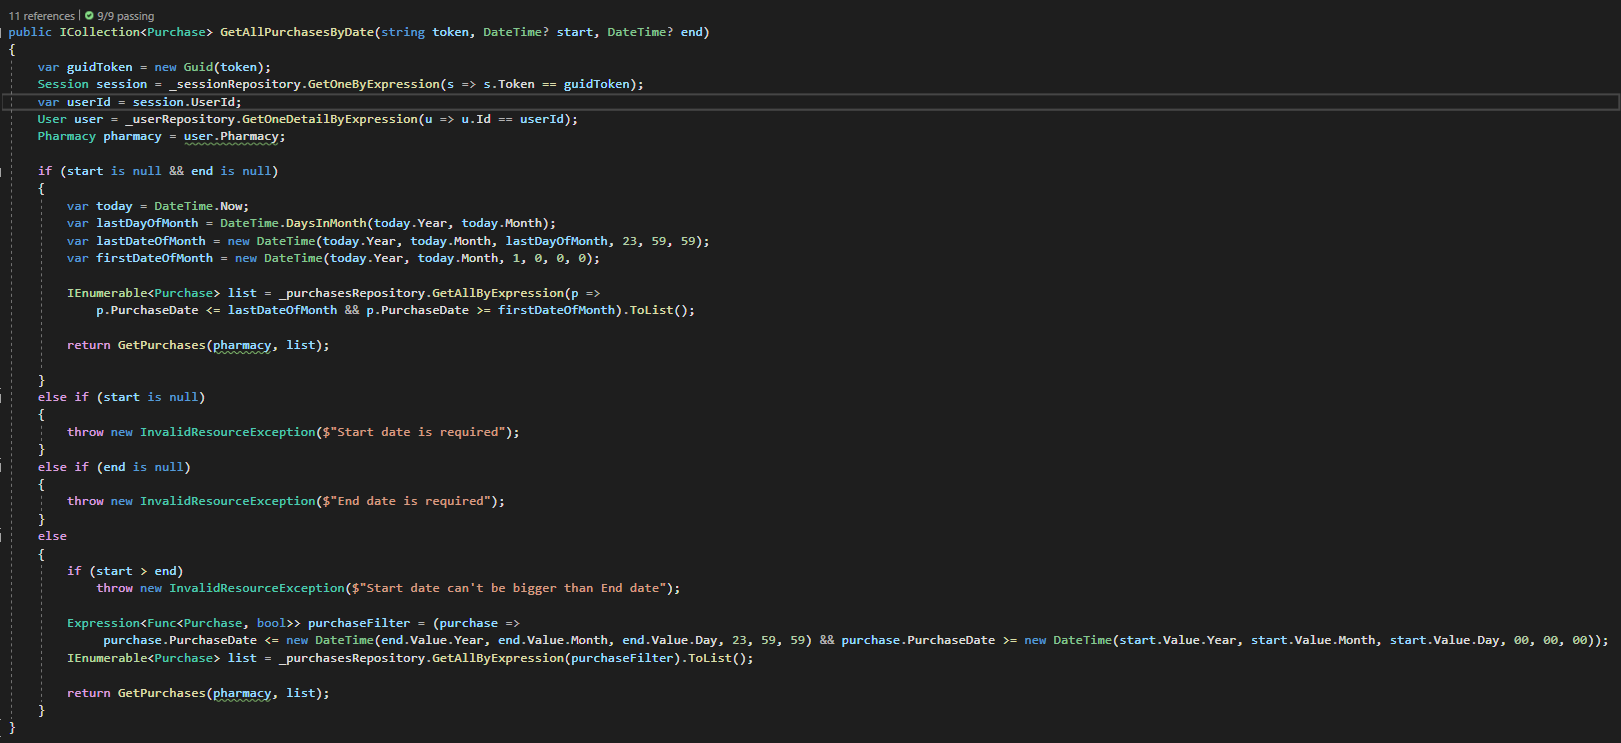 11 references | 9/9 passing
public ICollection<Purchase> GetAllPurchasesByDate(string token, DateTime? start, DateTime? end)
{
var guidToken = new Guid(token);
Session session = _sessionRepository.GetOneByExpression(s => s.Token == guidToken);
var userId = session.UserId;
User user = _userRepository.GetOneDetailByExpression(u => u.Id == userId);
Pharmacy pharmacy = user.Pharmacy;
if (start is null && end is null)
{
var today = DateTime.Now;
var lastDayOfMonth = DateTime.DaysInMonth(today.Year, today.Month);
var lastDateOfMonth = new DateTime(today.Year, today.Month, lastDayOfMonth, 23, 59, 59);
var firstDateOfMonth = new DateTime(today.Year, today.Month, 1, 0, 0, 0);
IEnumerable<Purchase> list = _purchasesRepository.GetAllByExpression(p =>
p.PurchaseDate <= lastDateOfMonth && p.PurchaseDate >= firstDateOfMonth).ToList();
return GetPurchases(pharmacy, list);
}
else if (start is null)
{
throw new InvalidResourceException($"Start date is required");
}
else if (end is null)
{
throw new InvalidResourceException($"End date is required");
}
else
{
if (start > end)
throw new InvalidResourceException($"Start date can't be bigger than End date");
Expression<Func<Purchase, bool>> purchaseFilter = (purchase =>
purchase.PurchaseDate <= new DateTime(end.Value.Year, end.Value.Month, end.Value.Day, 23, 59, 59) && purchase.PurchaseDate >= new DateTime(start.Value.Year, start.Value.Month, start.Value.Day, 00, 00, 00));
IEnumerable<Purchase> list = _purchasesRepository.GetAllByExpression(purchaseFilter).ToList();
return GetPurchases(pharmacy, list);
}
}